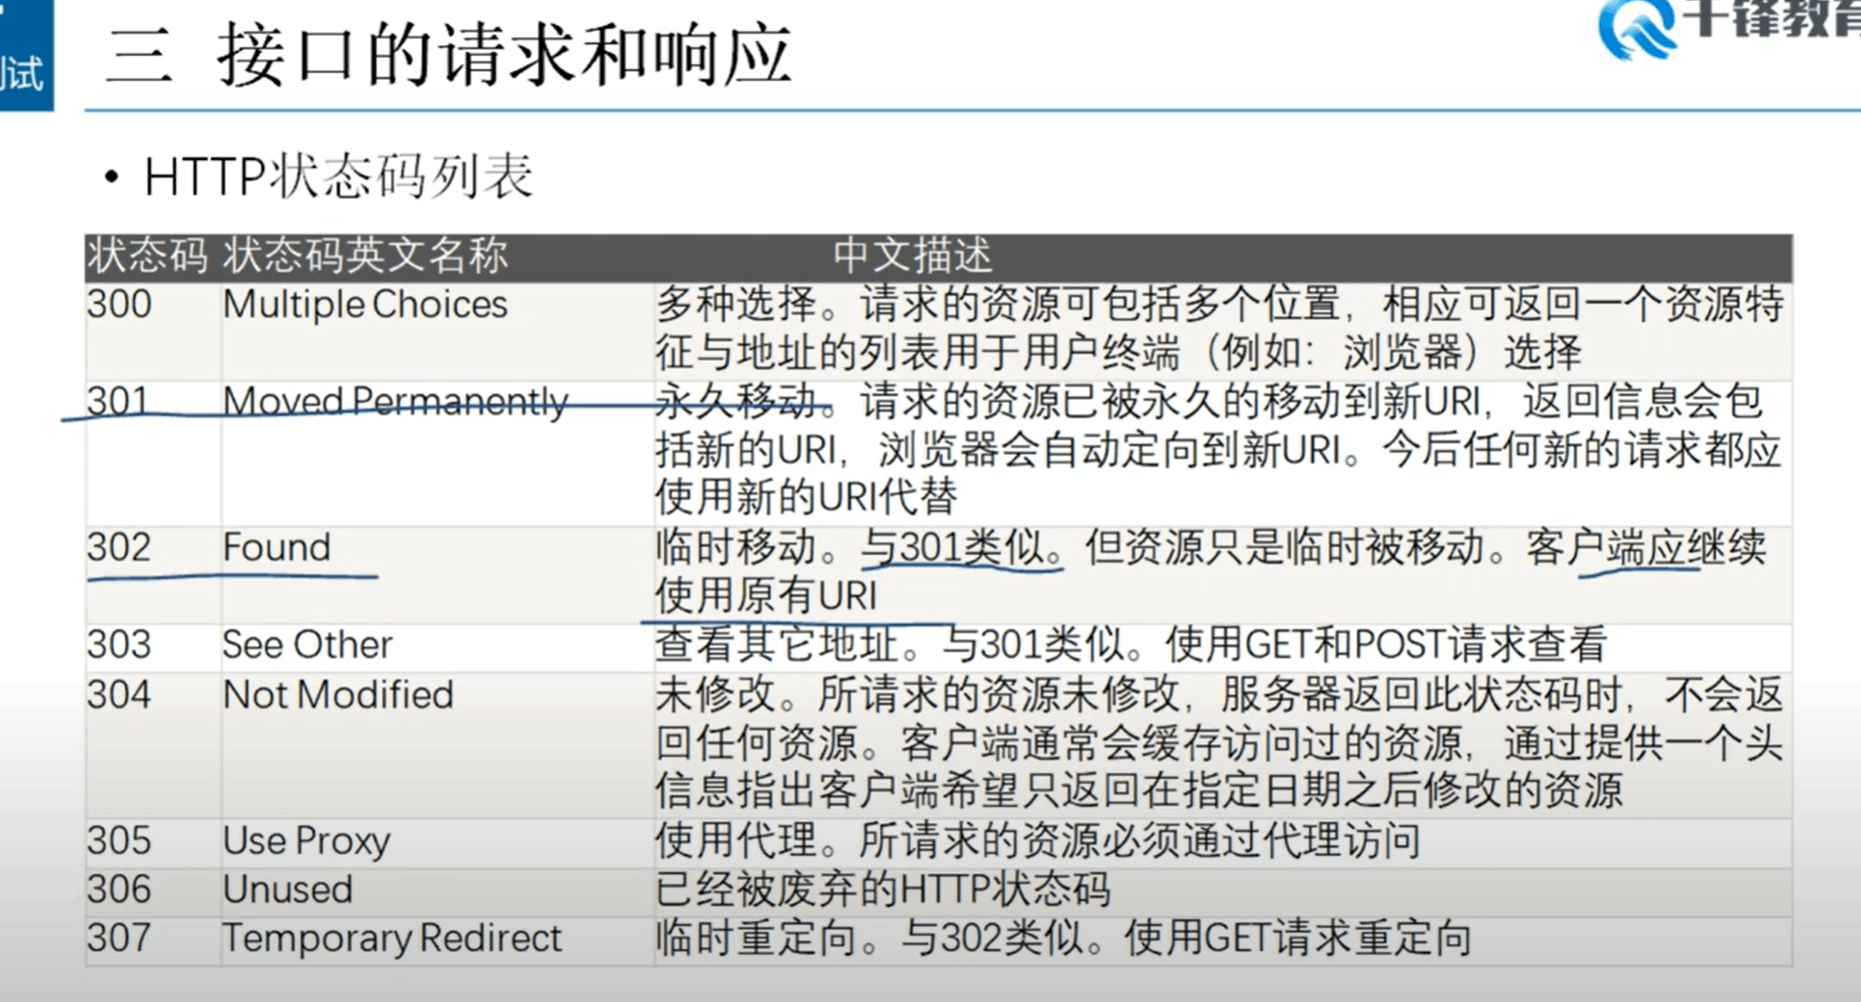 测试
三 接口的请求和响应
千锋教育
• HTTP状态码列表
状态码 状态码英文名称 中文描述
300 Multiple Choices 多种选择。请求的资源可包括多个位置，相应可返回一个资源特
征与地址的列表用于用户终端（例如：浏览器）选择
301 Moved Permanently 永久移动。请求的资源已被永久的移动到新URI，返回信息会包
括新的URI，浏览器会自动定向到新URI。今后任何新的请求都应
使用新的URI代替
302 Found 临时移动。与301类似。但资源只是临时被移动。客户端应继续
使用原有URI
303 See Other 查看其它地址。与301类似。使用GET和POST请求查看
304 Not Modified 未修改。所请求的资源未修改，服务器返回此状态码时，不会返
回任何资源。客户端通常会缓存访问过的资源，通过提供一个头
信息指出客户端希望只返回在指定日期之后修改的资源
305 Use Proxy 使用代理。所请求的资源必须通过代理访问
306 Unused 已经被废弃的HTTP状态码
307 Temporary Redirect 临时重定向。与302类似。使用GET请求重定向